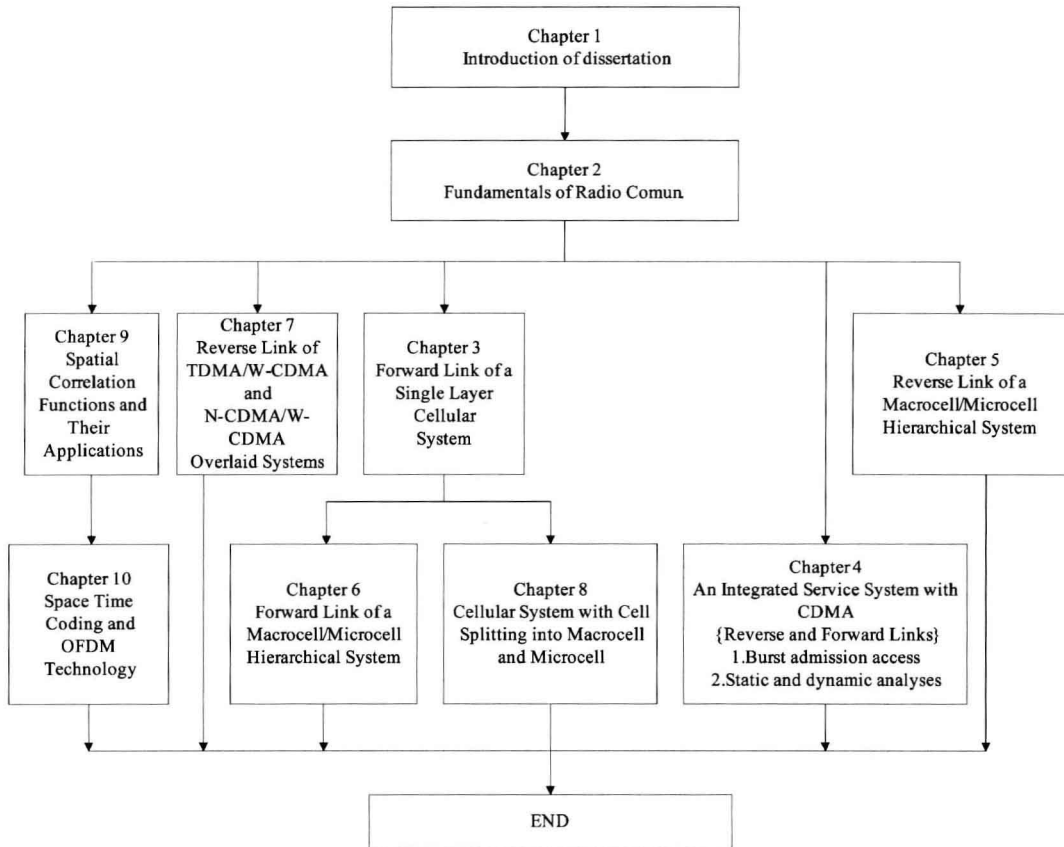 Chapter 1
Introduction of dissertation
Chapter 2
Fundamentals of Radio Comun.
Chapter 9
Spatial
Correlation
Functions and
Their
Applications
Chapter 7
Reverse Link of
TDMA/W-CDMA
and
N-CDMA/W-
CDMA
Overlaid Systems
Chapter 3
Forward Link of a
Single Layer
Cellular
System
Chapter 5
Reverse Link of a
Macrocell/Microcell
Hierarchical System
Chapter 10
Space Time
Coding and
OFDM
Technology
Chapter 6
Forward Link of a
Macrocell/Microcell
Hierarchical System
Chapter 8
Cellular System with Cell
Splitting into Macrocell
and Microcell
Chapter 4
An Integrated Service System with
CDMA
{Reverse and Forward Links}
1.Burst admission access
2.Static and dynamic analyses
END